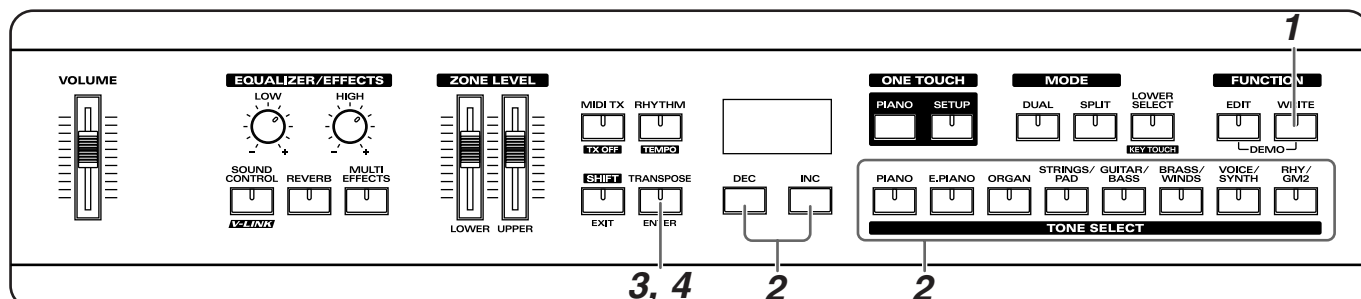 1
VOLUME
EQUALIZER/EFFECTS
LOW HIGH
- + - +
SOUND CONTROL
REVERB
MULTI EFFECTS
V-LINK
ZONE LEVEL
LOWER UPPER
MIDI TX RHYTHM
TX OFF TEMPO
SHIFT TRANSPOSE
EXIT ENTER
DEC INC
ONE TOUCH
PIANO SETUP
MODE
DUAL SPLIT
LOWER SELECT
KEY TOUCH
FUNCTION
EDIT WRITE
DEMO
PIANO
E.PIANO
ORGAN
STRINGS/
PAD
GUITAR/
BASS
BRASS/
WINDS
VOICE/
SYNTH
RHY/
GM2
TONE SELECT
3, 4
2
2